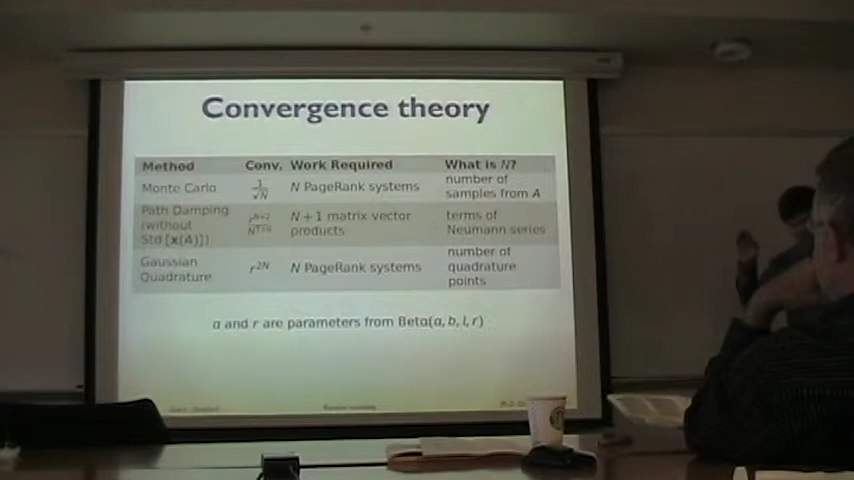 Convergence theory
Method Conv. Work Required What is N?
Monte Carlo 1/√N N PageRank systems number of samples from A
Path Damping (without Std [x(A)]) N + 1 matrix vector products terms of Neumann series
Gaussian Quadrature r^2N N PageRank systems number of quadrature points
a and r are parameters from Beta(a, b, l, r)